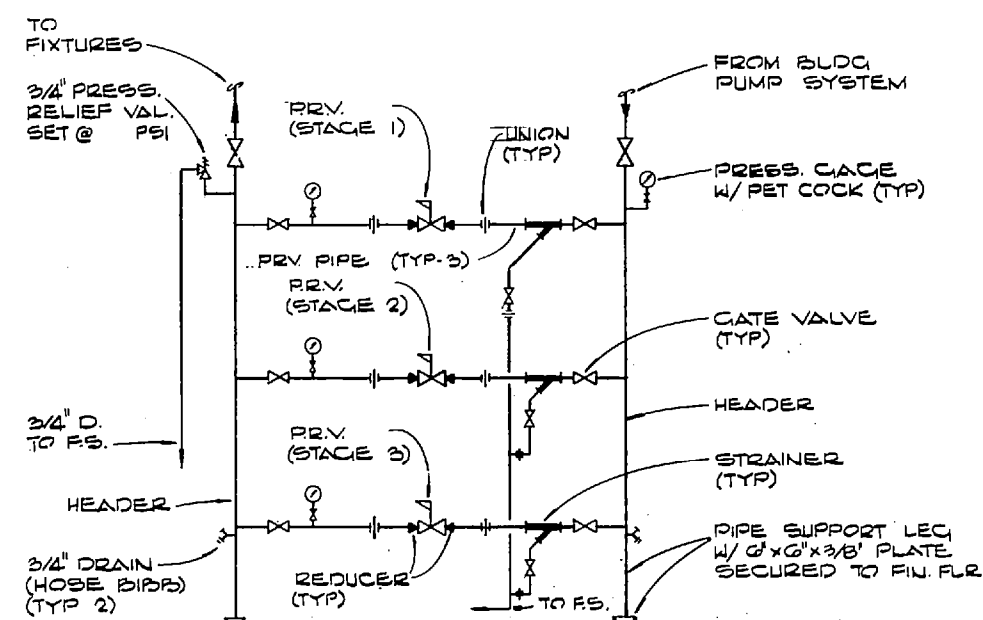 TO
FIXTURES
3/4" PRESS.
RELIEF VAL.
SET @ PSI
P.R.V.
(STAGE 1)
UNION
(TYP)
FROM BLDG
PUMP SYSTEM
PRESS. GAGE
W/ PET COCK (TYP)
PRV. PIPE (TYP-3)
P.R.V.
(STAGE 2)
GATE VALVE
(TYP)
HEADER
3/4" D.
TO F.S.
P.R.V.
(STAGE 3)
STRAINER
(TYP)
HEADER
3/4" DRAIN
(HOSE BIBB)
(TYP 2)
REDUCER
(TYP)
TO F.S.
PIPE SUPPORT LEG
W/ 6"x6"x3/8" PLATE
SECURED TO FIN. FLR